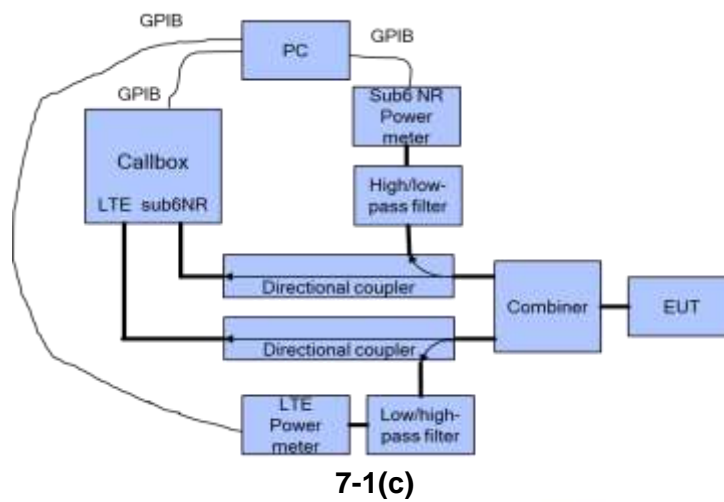 GPIB
PC
GPIB
GPIB
Sub6 NR
Power
meter
Callbox
LTE sub6NR
High/low-
pass filter
Directional coupler
Combiner
EUT
Directional coupler
LTE
Power
meter
Low/high-
pass filter
7-1(c)